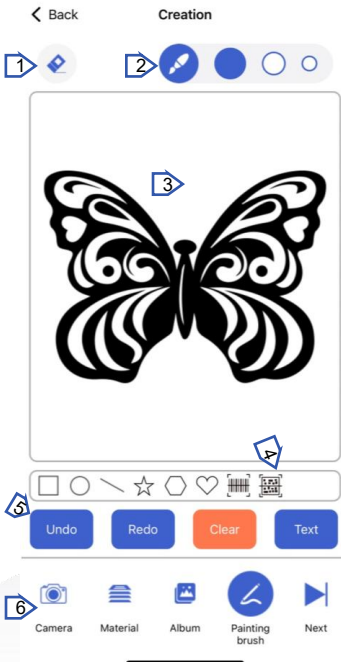 Back Creation
1 2
3
4
5
Undo Redo Clear Text
6
Camera Material Album Painting Next
brush